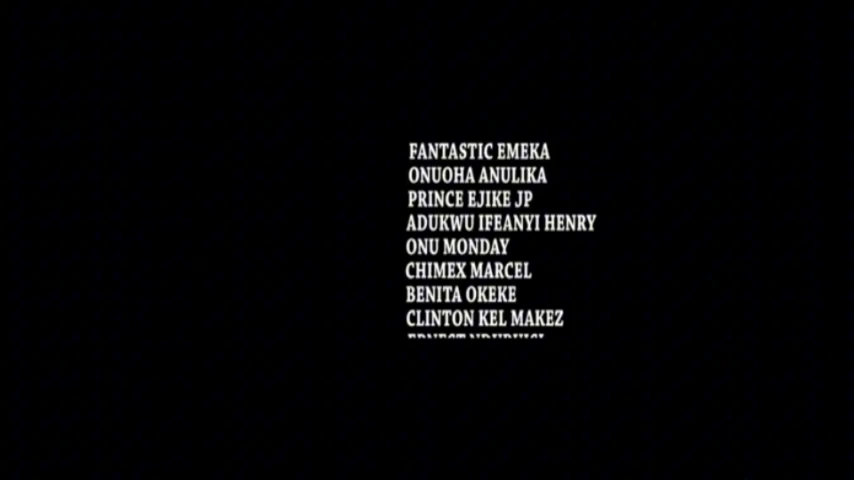 FANTASTIC EMEKA
ONUOHA ANULIKA
PRINCE EJIKE JP
ADUKWU IFEANYI HENRY
ONU MONDAY
CHIMEX MARCEL
BENITA OKEKE
CLINTON KEL MAKEZ
ERNEST